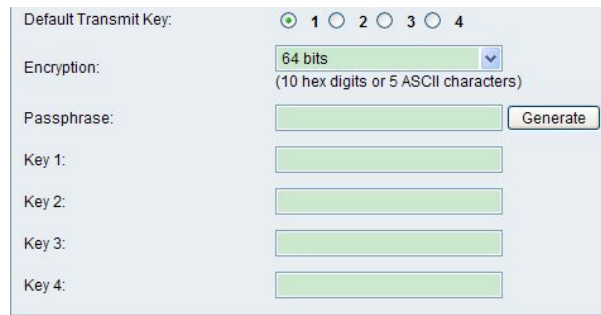 Default Transmit Key: 1 2 3 4
Encryption: 64 bits
(10 hex digits or 5 ASCII characters)
Passphrase: Generate
Key 1:
Key 2:
Key 3:
Key 4: